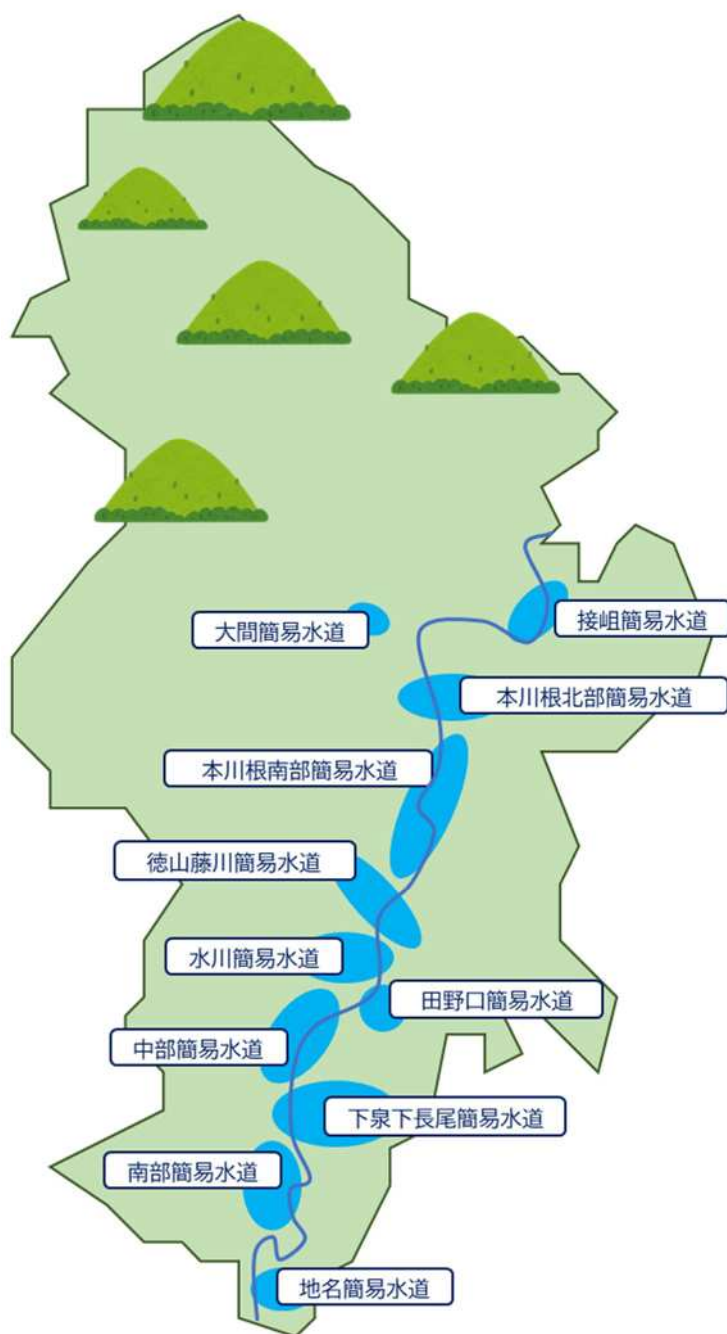 大間簡易水道
接岨簡易水道
本川根北部簡易水道
本川根南部簡易水道
徳山藤川簡易水道
水川簡易水道
田野口簡易水道
中部簡易水道
下泉下長尾簡易水道
南部簡易水道
地名簡易水道